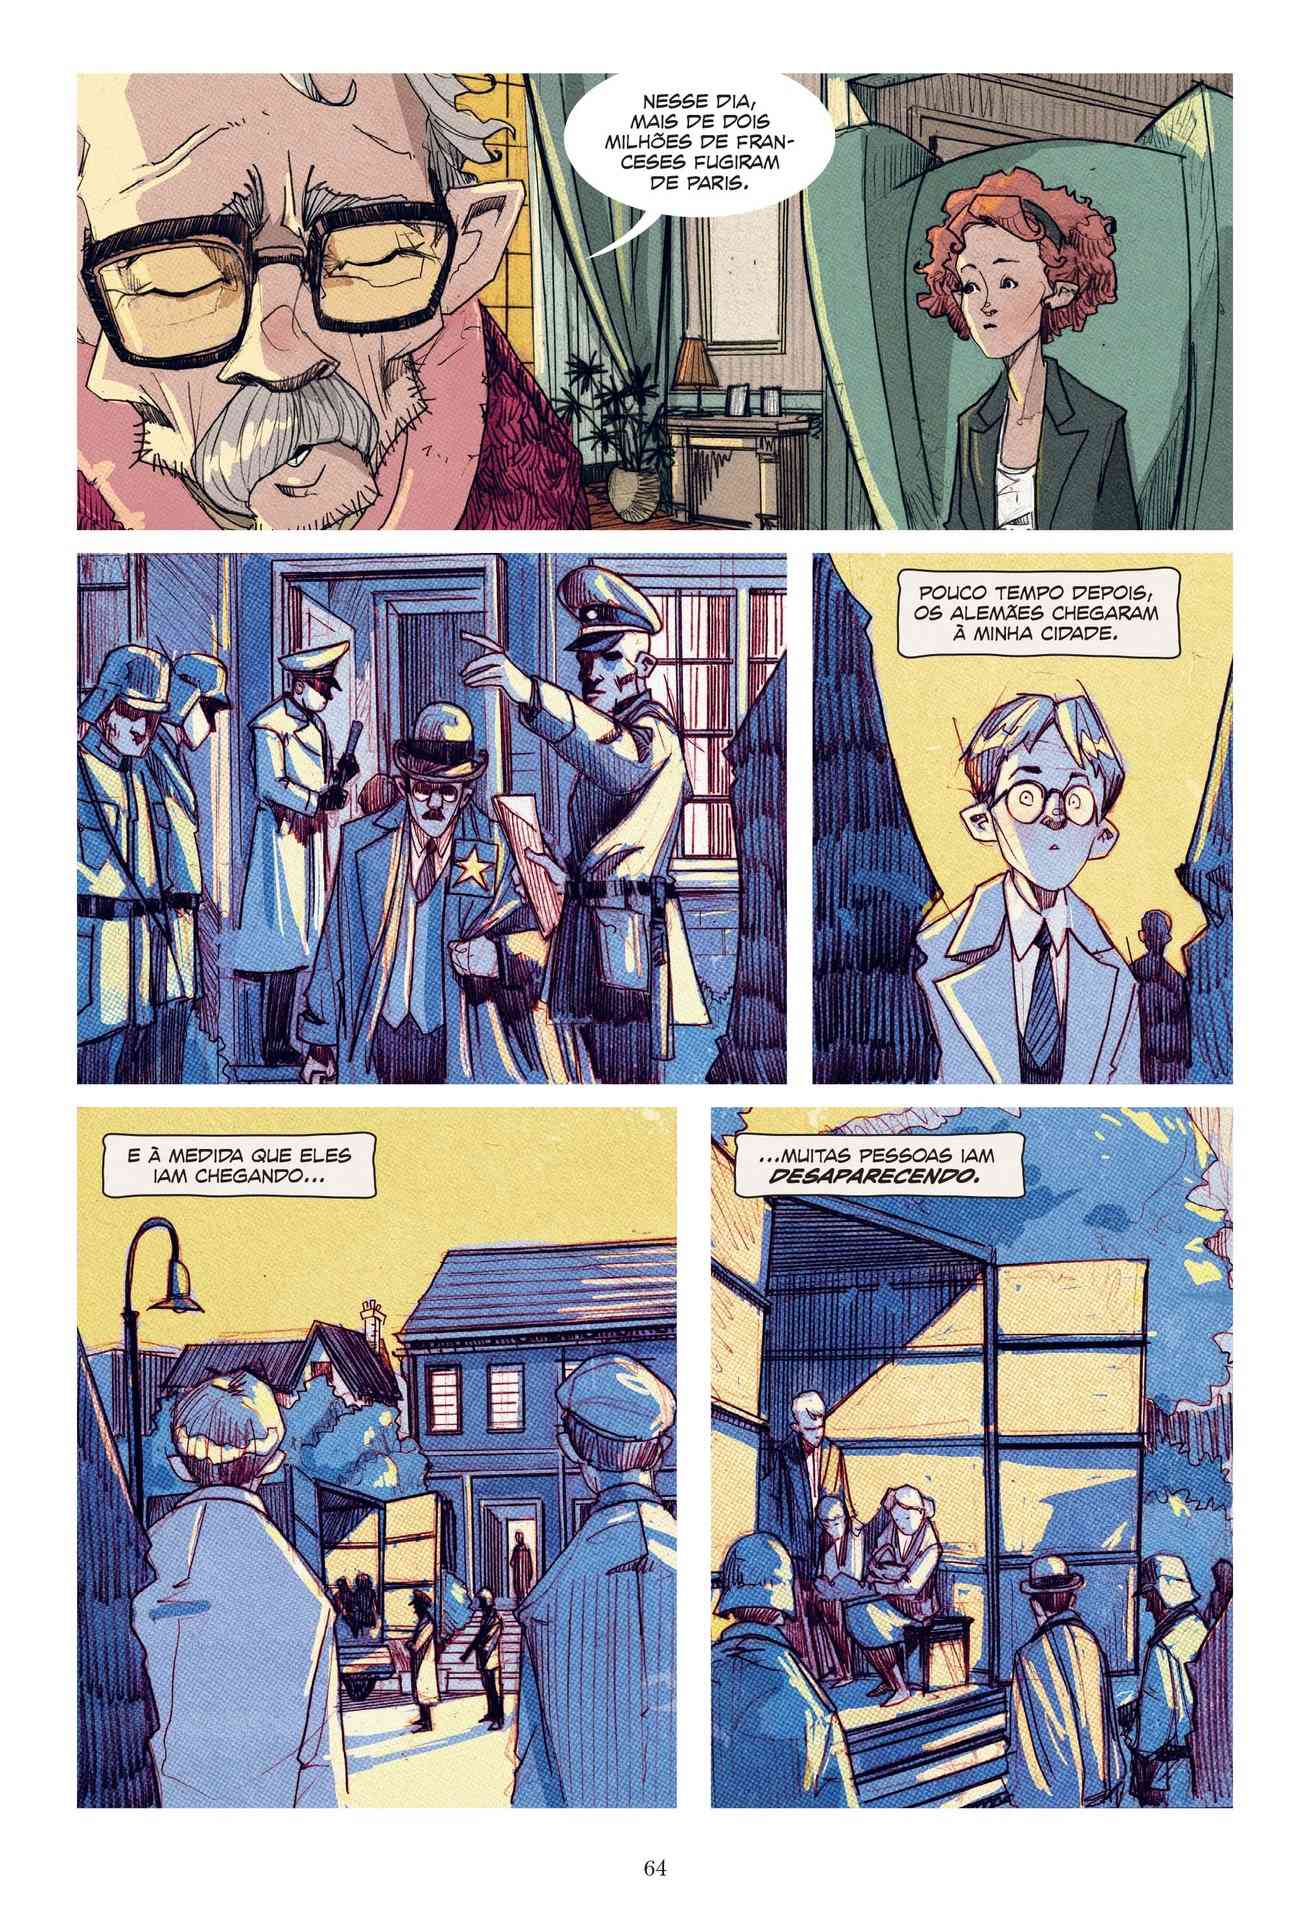 NESSE DIA,
MAIS DE DOIS
MILHÕES DE FRAN-
CESES FUGIRAM
DE PARIS.
POUCO TEMPO DEPOIS,
OS ALEMÃES CHEGARAM
À MINHA CIDADE.
E À MEDIDA QUE ELES
IAM CHEGANDO...
...MUITAS PESSOAS IAM
DESAPARECENDO.
64